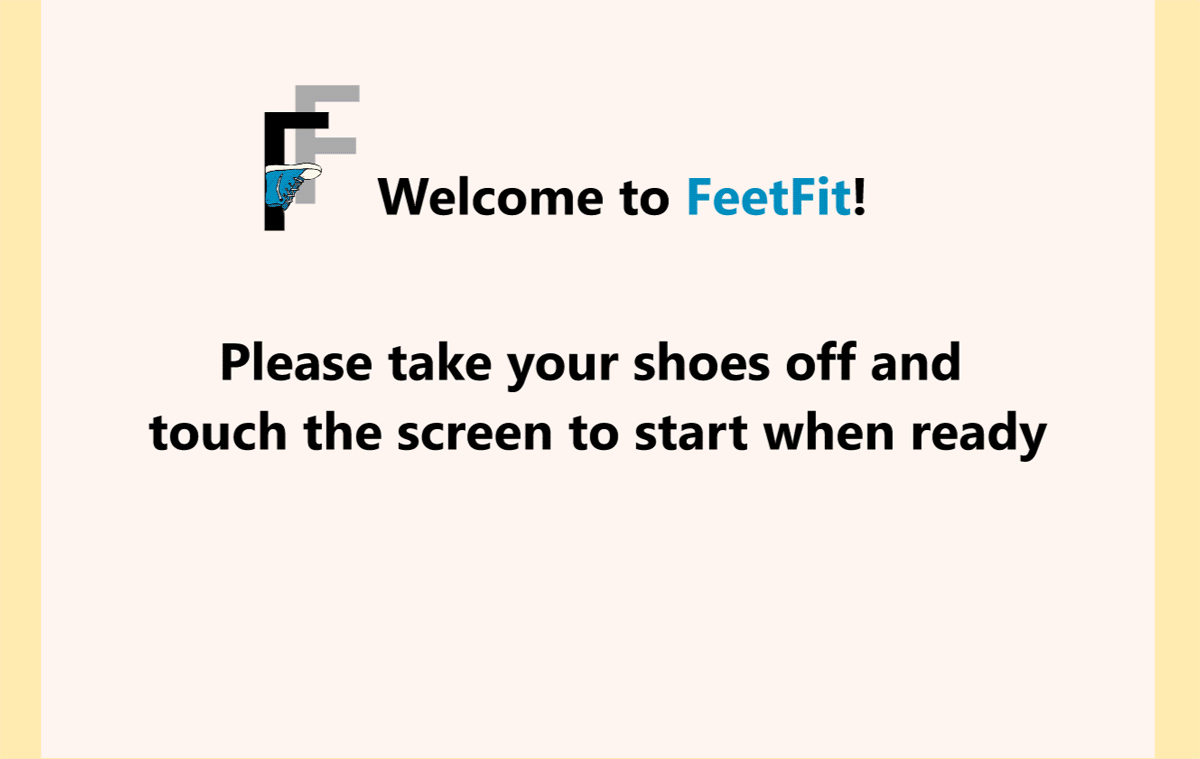 FF
Welcome to FeetFit!
Please take your shoes off and
touch the screen to start when ready